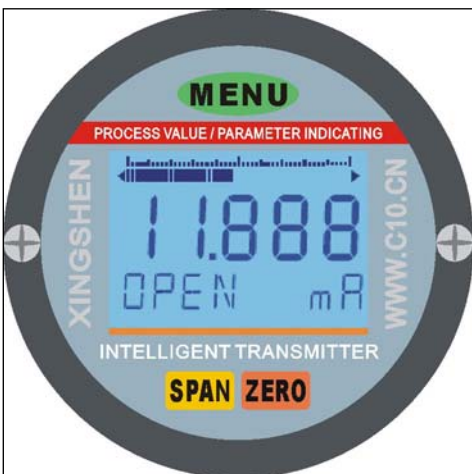 MENU
PROCESS VALUE / PARAMETER INDICATING
XINGSHEN
11.888
OPEN mA
WWW.C10.CN
INTELLIGENT TRANSMITTER
SPAN ZERO